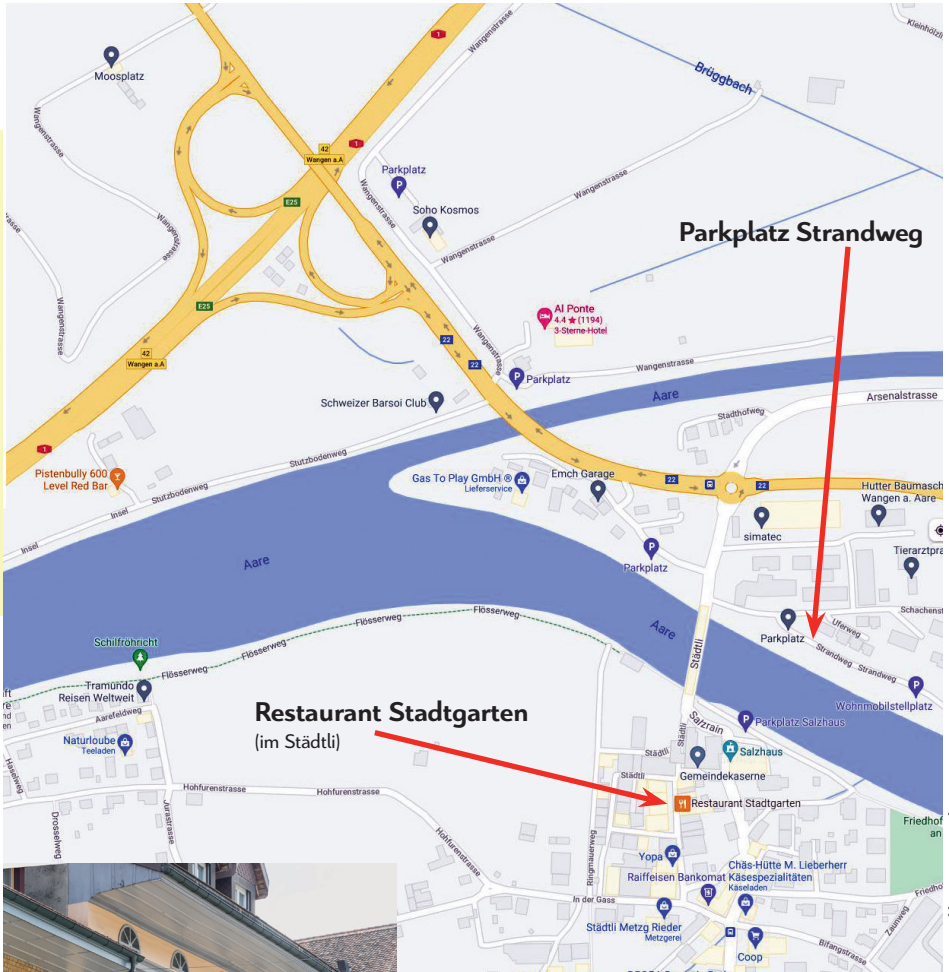 1
Kleinhölzli
Wangenstrasse
Moosplatz
Brüggbach
Wangenstrasse
42
Wangen a.A
1
Parkplatz
Wangenstrasse
E25
Soho Kosmos
Wangenstrasse
Wangenstrasse
Parkplatz Strandweg
Wangenstrasse
E25
Al Ponte
4.4 ★ (1194)
3-Sterne-Hotel
42
Wangen a.A
22
22
Wangenstrasse
Wangenstrasse
Parkplatz
Aare
Arsenalstrasse
Schweizer Barsoi Club
Stadthofweg
1
Stutzbodenweg
Pistenbully 600
Level Red Bar
Gas To Play GmbH ®
Lieferservice
Emch Garage
22
22
Hutter Baumasch
Wangen a. Aare
Stutzbodenweg
Insel
simatec
Insel
Aare
Parkplatz
Tierarztpra
Flösserweg
Flösserweg
Schachenst
Aare
Städtli
Parkplatz
Uferweg
Schilfröhricht
Flösserweg
Flösserweg
Strandweg
Strandweg
Tramundo
Reisen Weltweit
Wohnmobilstellplatz
Aarefeldweg
Restaurant Stadtgarten
(im Städtli)
Salzrain
Parkplatz Salzhaus
Naturloube
Teeladen
Städtli
Städtli
Salzhaus
Gemeindekaserne
Haselweg
Städtli
Hohfurenstrasse
Hohfurenstrasse
Restaurant Stadtgarten
Drosselweg
Jurastrasse
Hohfurenstrasse
Friedhof
an
Ringmauerweg
Yopa
Raiffeisen Bankomat
Chäs-Hütte M. Lieberherr
Käsespezialitäten
Käseladen
In der Gass
Friedho
Städtli Metzg Rieder
Metzgerei
Zaunweg
Bifangstrasse
Coop